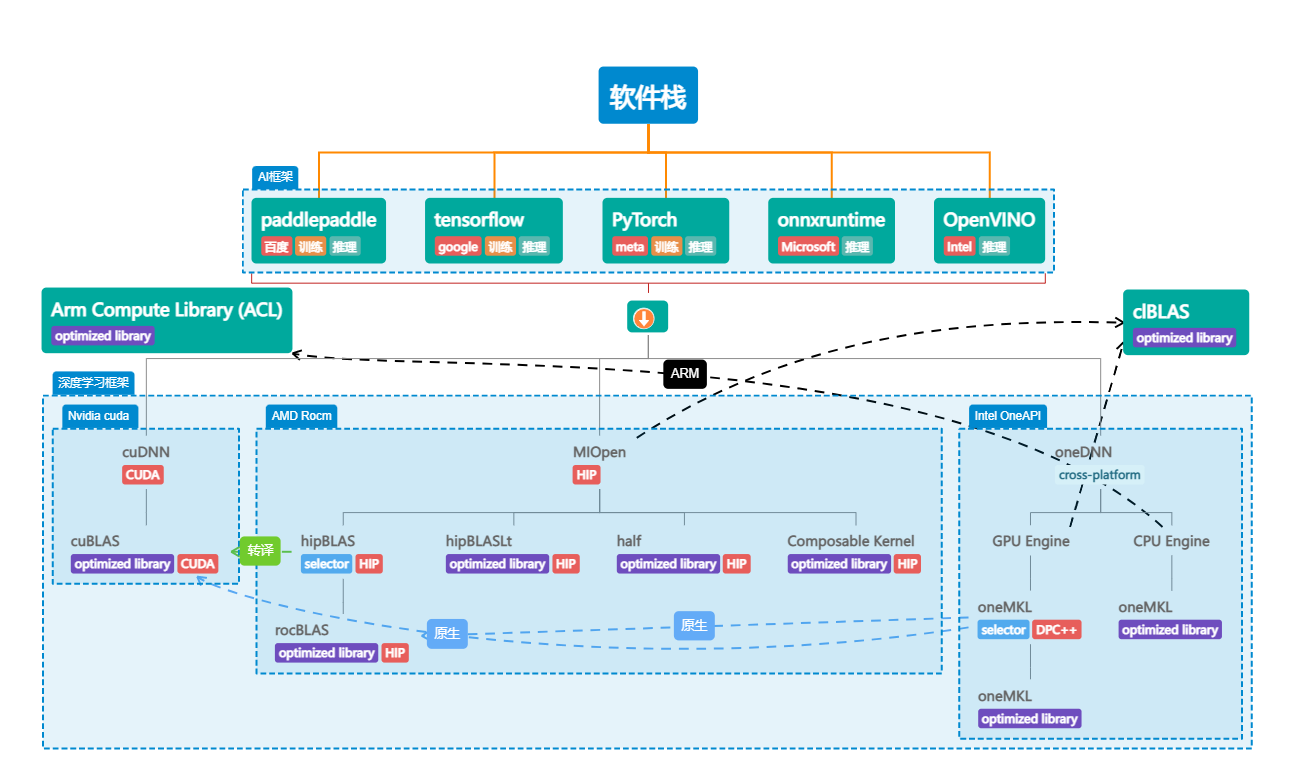 软件栈
AI框架
paddlepaddle
百度 训练 推理
tensorflow
google 训练 推理
PyTorch
meta 训练 推理
onnxruntime
Microsoft 推理
OpenVINO
Intel 推理
Arm Compute Library (ACL)
optimized library
clBLAS
optimized library
ARM
深度学习框架
Nvidia cuda
cuDNN
CUDA
cuBLAS
optimized library CUDA
转译
AMD Rocm
MIOpen
HIP
hipBLAS
selector HIP
hipBLASLt
optimized library HIP
half
optimized library HIP
Composable Kernel
optimized library HIP
rocBLAS
optimized library HIP
原生
原生
Intel OneAPI
oneDNN
cross-platform
GPU Engine
CPU Engine
oneMKL
selector DPC++
oneMKL
optimized library
oneMKL
optimized library